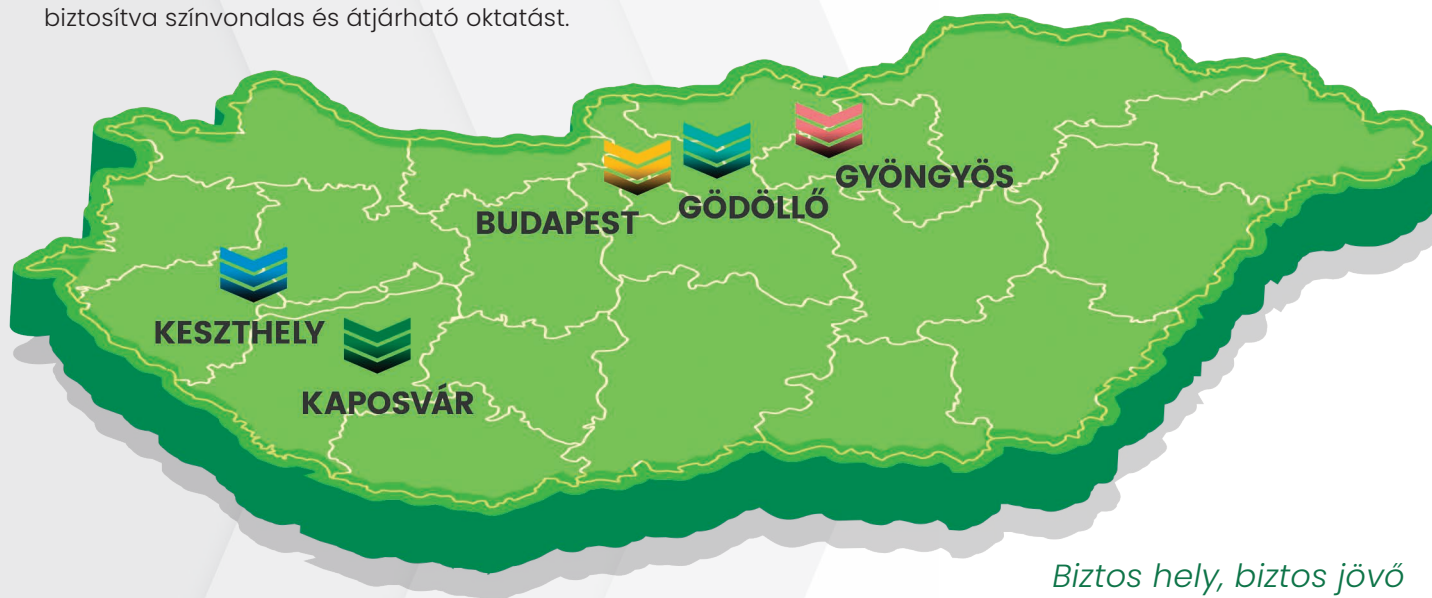 biztosítva színvonalas és átjárható oktatást.
GYÖNGYÖS
GÖDÖLLŐ
BUDAPEST
KESZTHELY
KAPOSVÁR
Biztos hely, biztos jövő